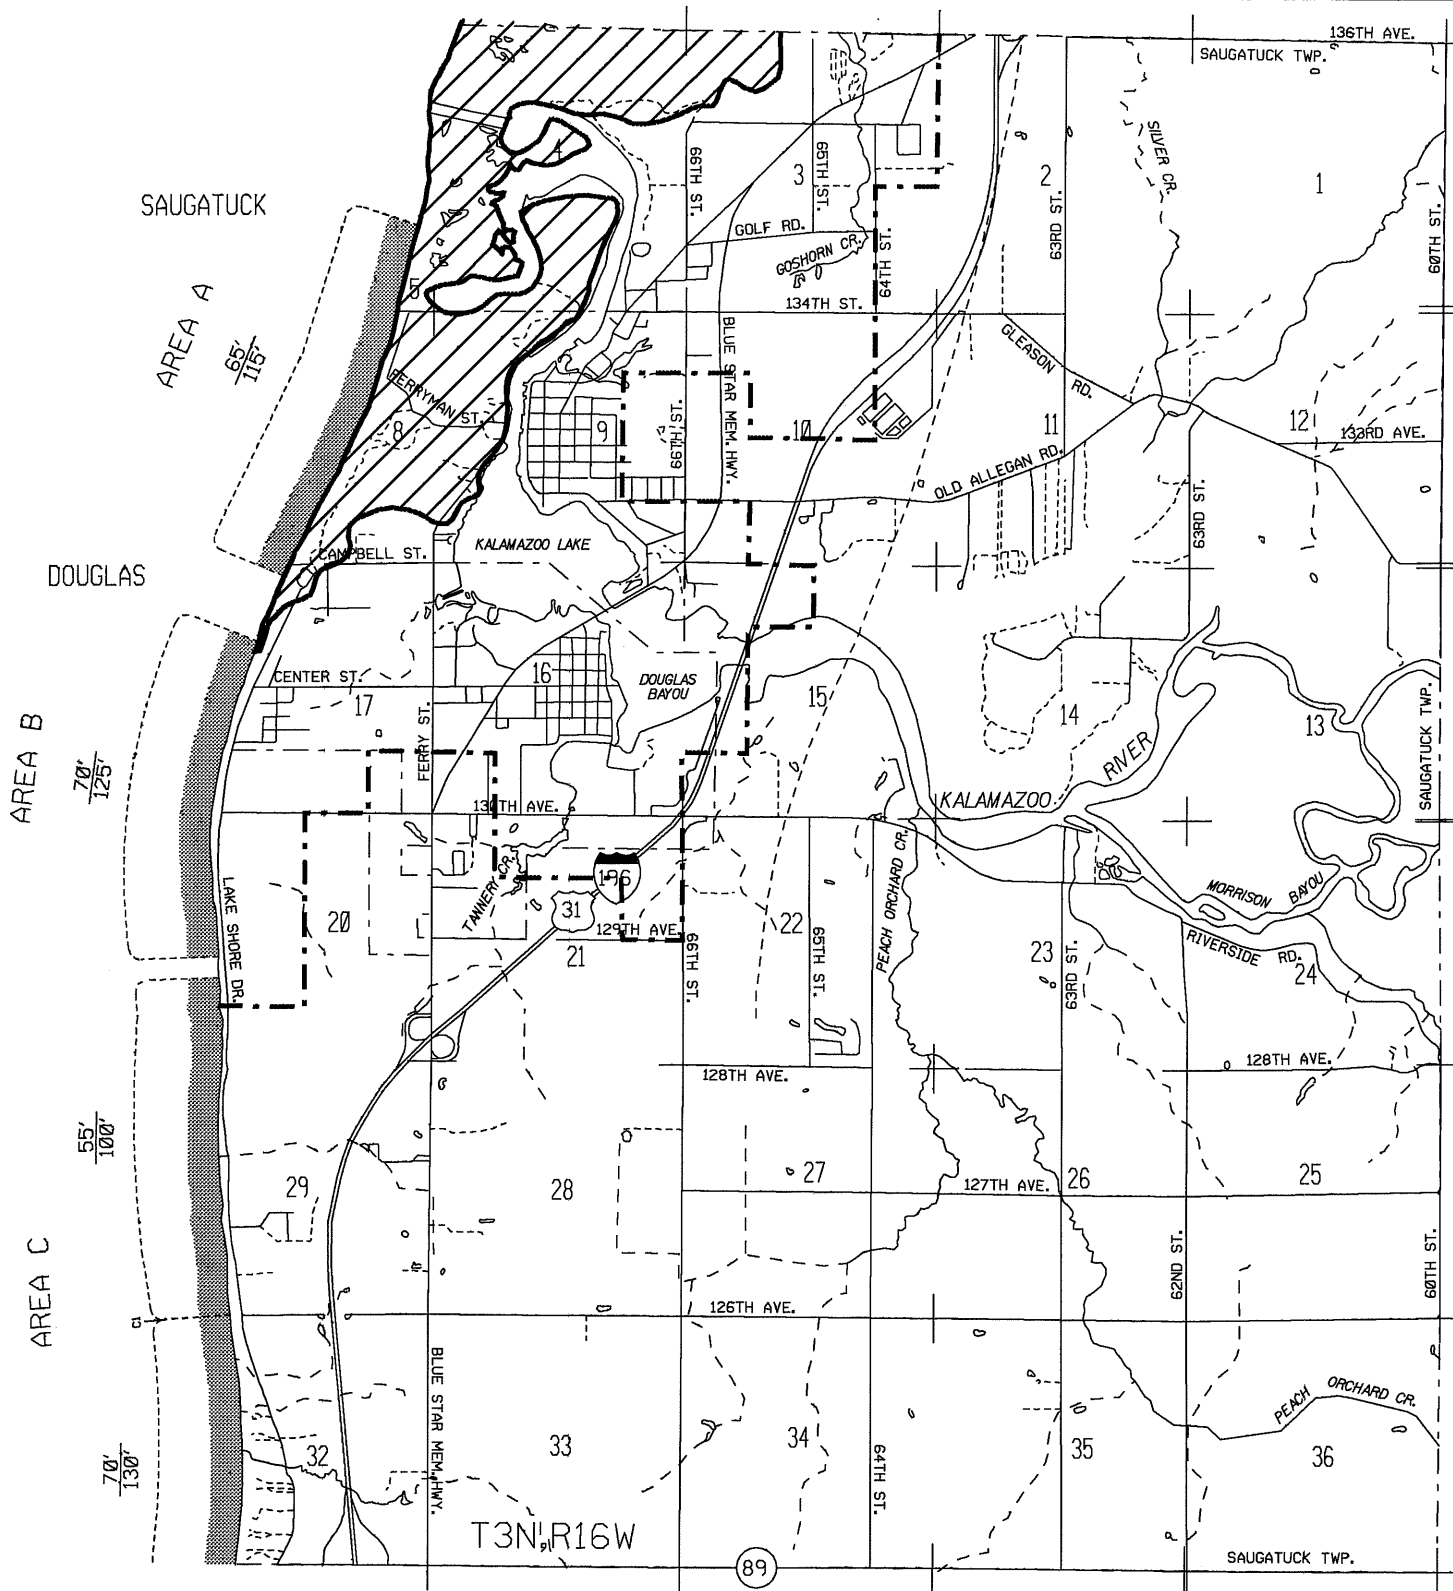 136TH AVE.
SAUGATUCK TWP.
SILVER CR.
4
66TH ST.
3
65TH ST.
2
63RD ST.
1
60TH ST.
SAUGATUCK
GOLF RD.
GOSHORN CR.
64TH ST.
5
134TH ST.
AREA A
65'
115'
BLUE STAR MEM. HWY.
GLEASON RD.
FERRYMAN ST.
8
9
66TH ST.
10
11
12
133RD AVE.
OLD ALLEGAN RD.
63RD ST.
KALAMAZOO LAKE
CAMPBELL ST.
DOUGLAS
CENTER ST.
16
DOUGLAS
BAYOU
17
15
14
13
FERRY ST.
RIVER
SAUGATUCK TWP.
AREA B
70'
125'
130TH AVE.
KALAMAZOO
TANNERY CR.
PEACH ORCHARD CR.
196
31
MORRISON BAYOU
LAKE SHORE DR.
20
129TH AVE.
21
66TH ST.
22
65TH ST.
23
63RD ST.
RIVERSIDE RD.
24
128TH AVE.
128TH AVE.
55'
100'
29
28
27
127TH AVE.
26
25
AREA C
62ND ST.
60TH ST.
C1
126TH AVE.
BLUE STAR MEM. HWY.
PEACH ORCHARD CR.
70'
130'
32
33
34
64TH ST.
35
36
T3N, R16W
89
SAUGATUCK TWP.